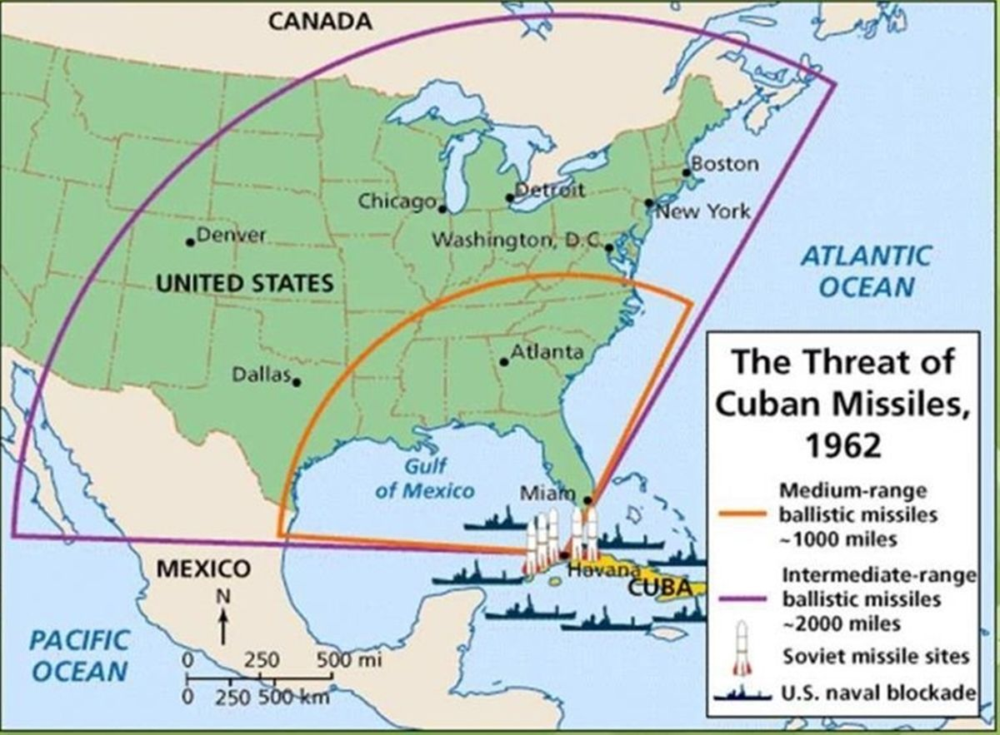 CANADA
Boston
Detroit
Chicago
New York
Denver
Washington, D.C.
ATLANTIC
OCEAN
UNITED STATES
Atlanta
Dallas
Gulf
of Mexico
Miam
Havana
CUBA
MEXICO
N
PACIFIC
OCEAN
0 250 500 mi
0 250 500 km
The Threat of
Cuban Missiles,
1962
Medium-range
ballistic missiles
~1000 miles
Intermediate-range
ballistic missiles
~2000 miles
Soviet missile sites
U.S. naval blockade